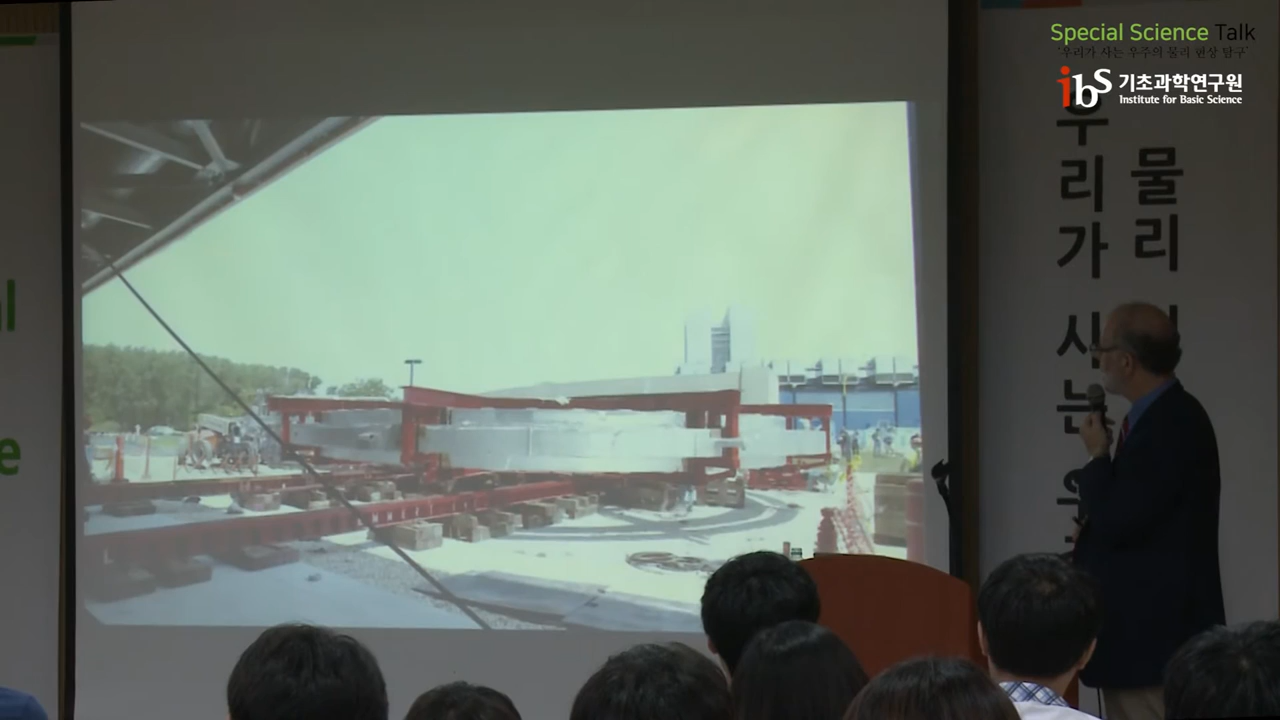 Special Science Talk
'우리가 사는 우주의 물리 현상 탐구'
ibs 기초과학연구원
Institute for Basic Science
물리
우리가 사는
l
e